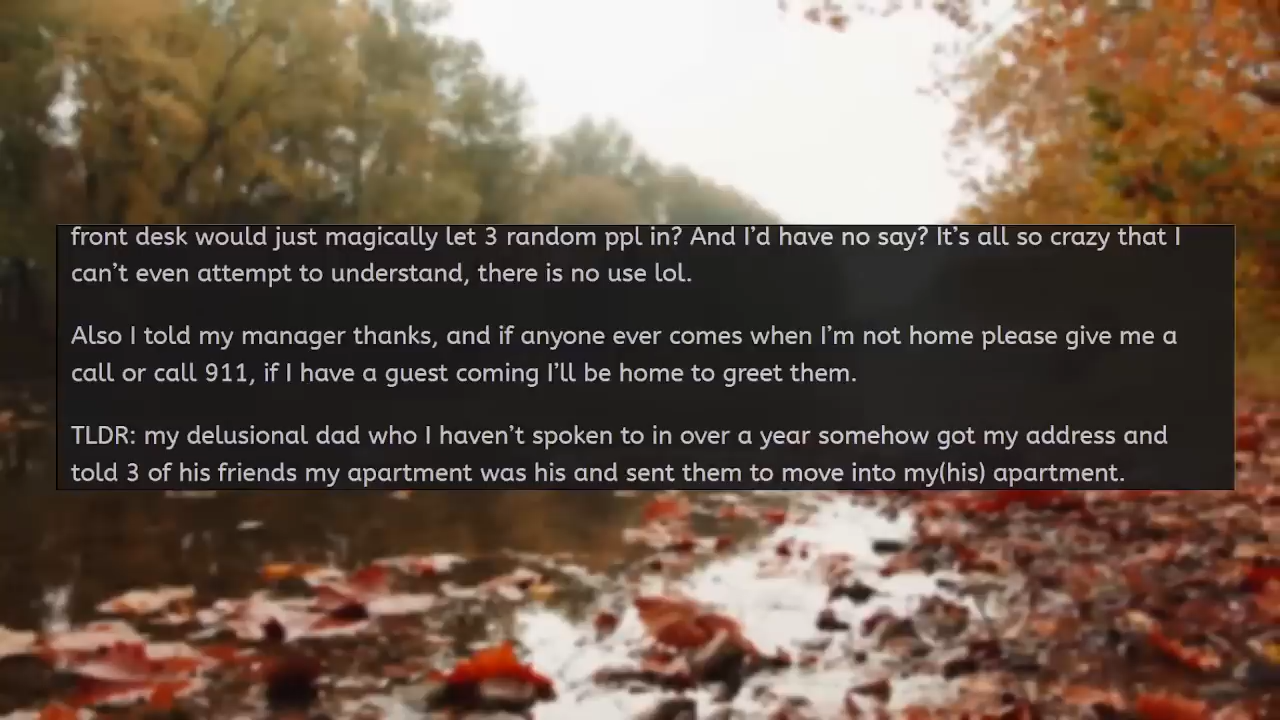 front desk would just magically let 3 random ppl in? And I’d have no say? It’s all so crazy that I
can’t even attempt to understand, there is no use lol.
Also I told my manager thanks, and if anyone ever comes when I’m not home please give me a
call or call 911, if I have a guest coming I’ll be home to greet them.
TLDR: my delusional dad who I haven’t spoken to in over a year somehow got my address and
told 3 of his friends my apartment was his and sent them to move into my(his) apartment.